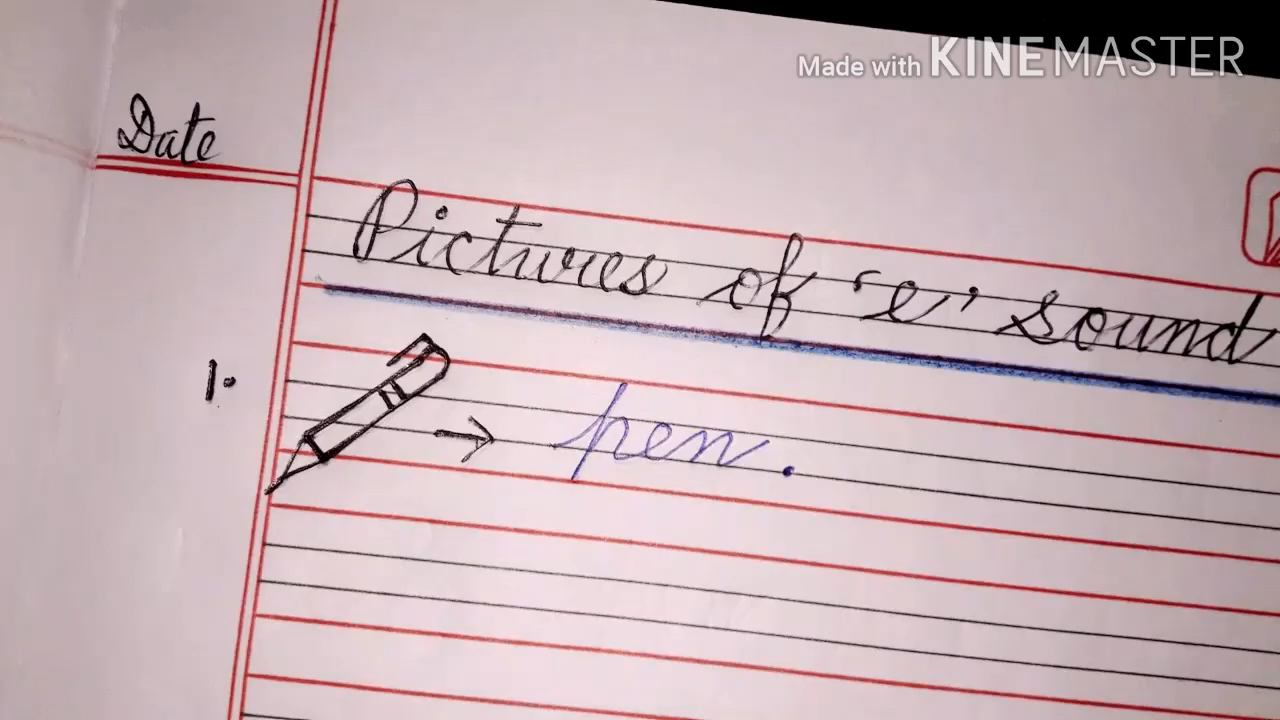 Made with KINEMASTER
Date
Pictures of 'e' sound
1. → pen.